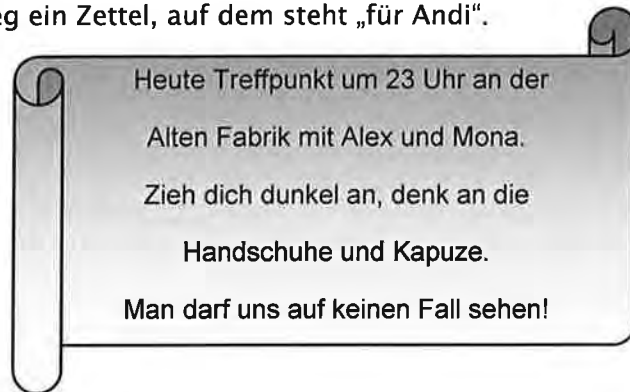 eg ein Zettel, auf dem steht „für Andi“.
Heute Treffpunkt um 23 Uhr an der
Alten Fabrik mit Alex und Mona.
Zieh dich dunkel an, denk an die
Handschuhe und Kapuze.
Man darf uns auf keinen Fall sehen!